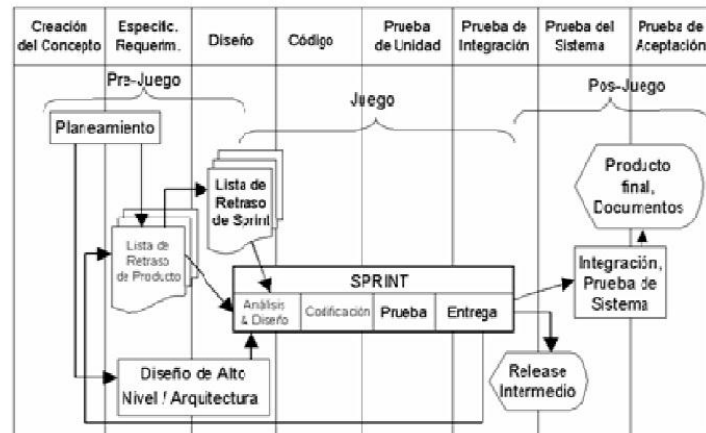 Creación
del Concepto
Específic.
Requerim.
Diseño
Código
Prueba
de Unidad
Prueba de
Integración
Prueba del
Sistema
Prueba de
Aceptación
Pre-Juego
Juego
Pos-Juego
Planeamiento
Lista de
Retraso
de Sprint
Producto
final,
Documentos
Lista de
Retraso
de Producto
SPRINT
Análisis
& Diseño
Codificación
Prueba
Entrega
Integración,
Prueba de
Sistema
Diseño de Alto
Nivel / Arquitectura
Release
Intermedio